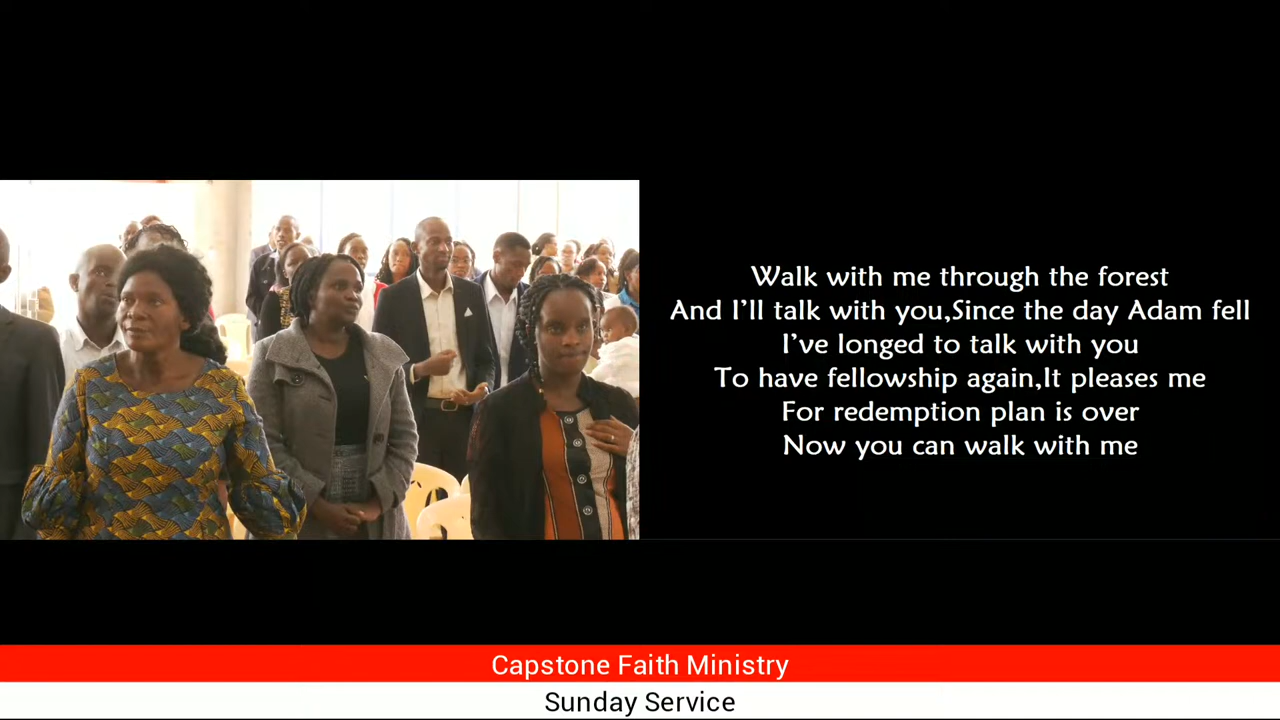 Walk with me through the forest
And I'll talk with you,Since the day Adam fell
I've longed to talk with you
To have fellowship again,It pleases me
For redemption plan is over
Now you can walk with me
Capstone Faith Ministry
Sunday Service